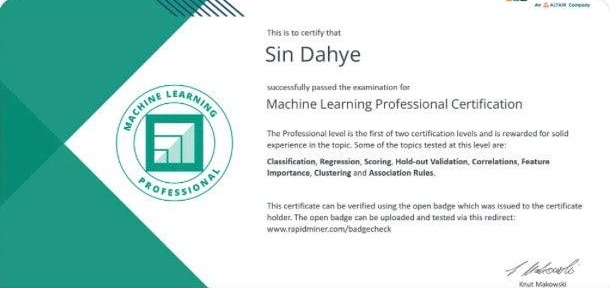 An ALTAIR Company
This is to certify that
Sin Dahye
successfully passed the examination for
Machine Learning Professional Certification
MACHINE LEARNING
PROFESSIONAL
The Professional level is the first of two certification levels and is rewarded for solid
experience in the topic. Some of the topics tested at this level are:
Classification, Regression, Scoring, Hold-out Validation, Correlations, Feature
Importance, Clustering and Association Rules.
This certificate can be verified using the open badge which was issued to the certificate
holder. The open badge can be uploaded and tested via this redirect:
www.rapidminer.com/badgecheck
Knut Makowski